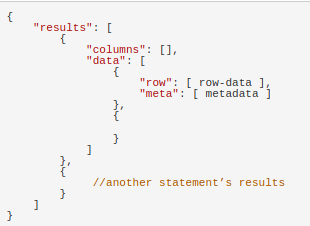 {
    "results": [
        {
            "columns": [],
            "data": [
                {
                    "row": [ row-data ],
                    "meta": [ metadata ]
                },
                {

                }
            ]
        },
        {
             //another statement’s results
        }
    ]
}